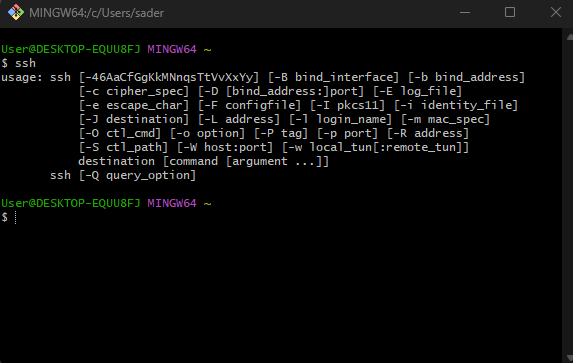 MINGW64:/c/Users/sader
User@DESKTOP-EQUU8FJ MINGW64 ~
$ ssh
usage: ssh [-46AaCfGgKkMNnqsTtVvXxYy] [-B bind_interface] [-b bind_address]
           [-c cipher_spec] [-D [bind_address:]port] [-E log_file]
           [-e escape_char] [-F configfile] [-I pkcs11] [-i identity_file]
           [-J destination] [-L address] [-l login_name] [-m mac_spec]
           [-O ctl_cmd] [-o option] [-P tag] [-p port] [-R address]
           [-S ctl_path] [-W host:port] [-w local_tun[:remote_tun]]
           destination [command [argument ...]]
       ssh [-Q query_option]
User@DESKTOP-EQUU8FJ MINGW64 ~
$